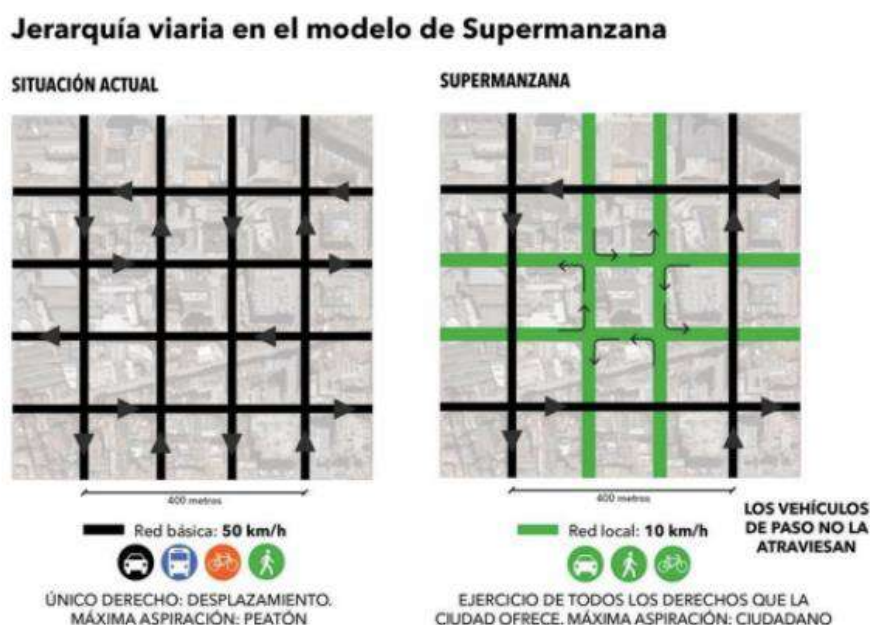 Jerarquía viaria en el modelo de Supermanzana
SITUACIÓN ACTUAL
400 metros
Red básica: 50 km/h
ÚNICO DERECHO: DESPLAZAMIENTO.
MÁXIMA ASPIRACIÓN: PEATÓN
SUPERMANZANA
400 metros
LOS VEHÍCULOS
DE PASO NO LA
ATRAVIESAN
Red local: 10 km/h
EJERCICIO DE TODOS LOS DERECHOS QUE LA
CIUDAD OFRECE. MÁXIMA ASPIRACIÓN: CIUDADANO